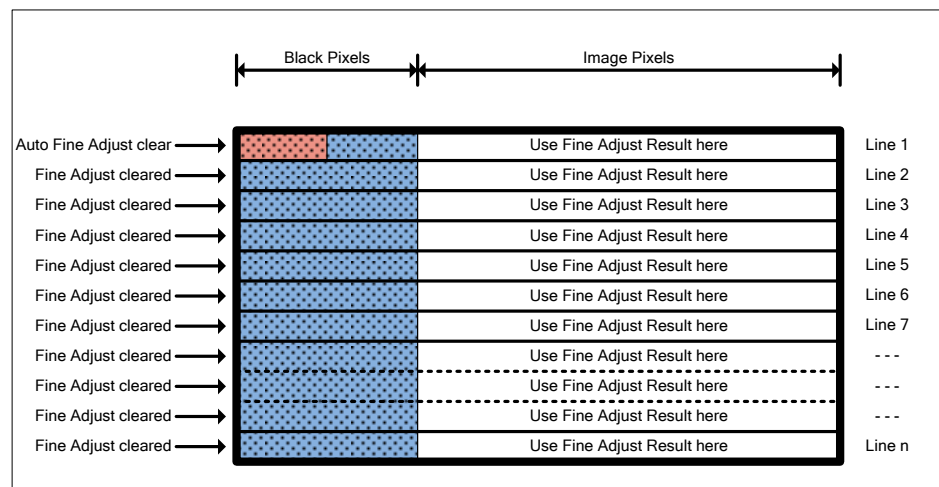 Black Pixels Image Pixels
Auto Fine Adjust clear Use Fine Adjust Result here Line 1
Fine Adjust cleared Use Fine Adjust Result here Line 2
Fine Adjust cleared Use Fine Adjust Result here Line 3
Fine Adjust cleared Use Fine Adjust Result here Line 4
Fine Adjust cleared Use Fine Adjust Result here Line 5
Fine Adjust cleared Use Fine Adjust Result here Line 6
Fine Adjust cleared Use Fine Adjust Result here Line 7
Fine Adjust cleared Use Fine Adjust Result here - - -
Fine Adjust cleared Use Fine Adjust Result here - - -
Fine Adjust cleared Use Fine Adjust Result here - - -
Fine Adjust cleared Use Fine Adjust Result here Line n